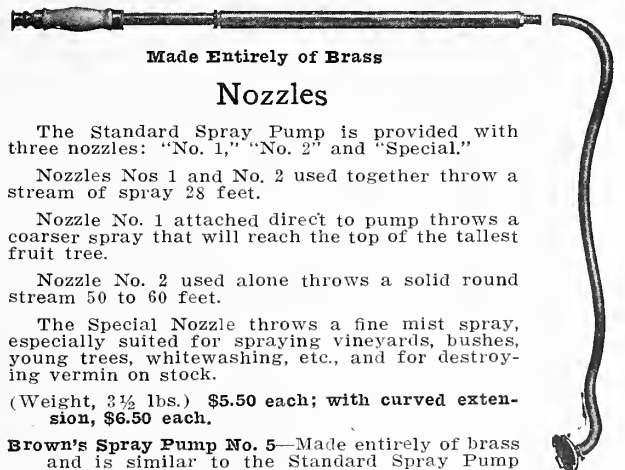 Made Entirely of Brass
Nozzles
The Standard Spray Pump is provided with
three nozzles: "No. 1," "No. 2" and "Special."
Nozzles Nos 1 and No. 2 used together throw a
stream of spray 28 feet.
Nozzle No. 1 attached direct to pump throws a
coarser spray that will reach the top of the tallest
fruit tree.
Nozzle No. 2 used alone throws a solid round
stream 50 to 60 feet.
The Special Nozzle throws a fine mist spray,
especially suited for spraying vineyards, bushes,
young trees, whitewashing, etc., and for destroy-
ing vermin on stock.
(Weight, 3½ lbs.) $5.50 each; with curved exten-
sion, $6.50 each.
Brown's Spray Pump No. 5—Made entirely of brass
and is similar to the Standard Spray Pump